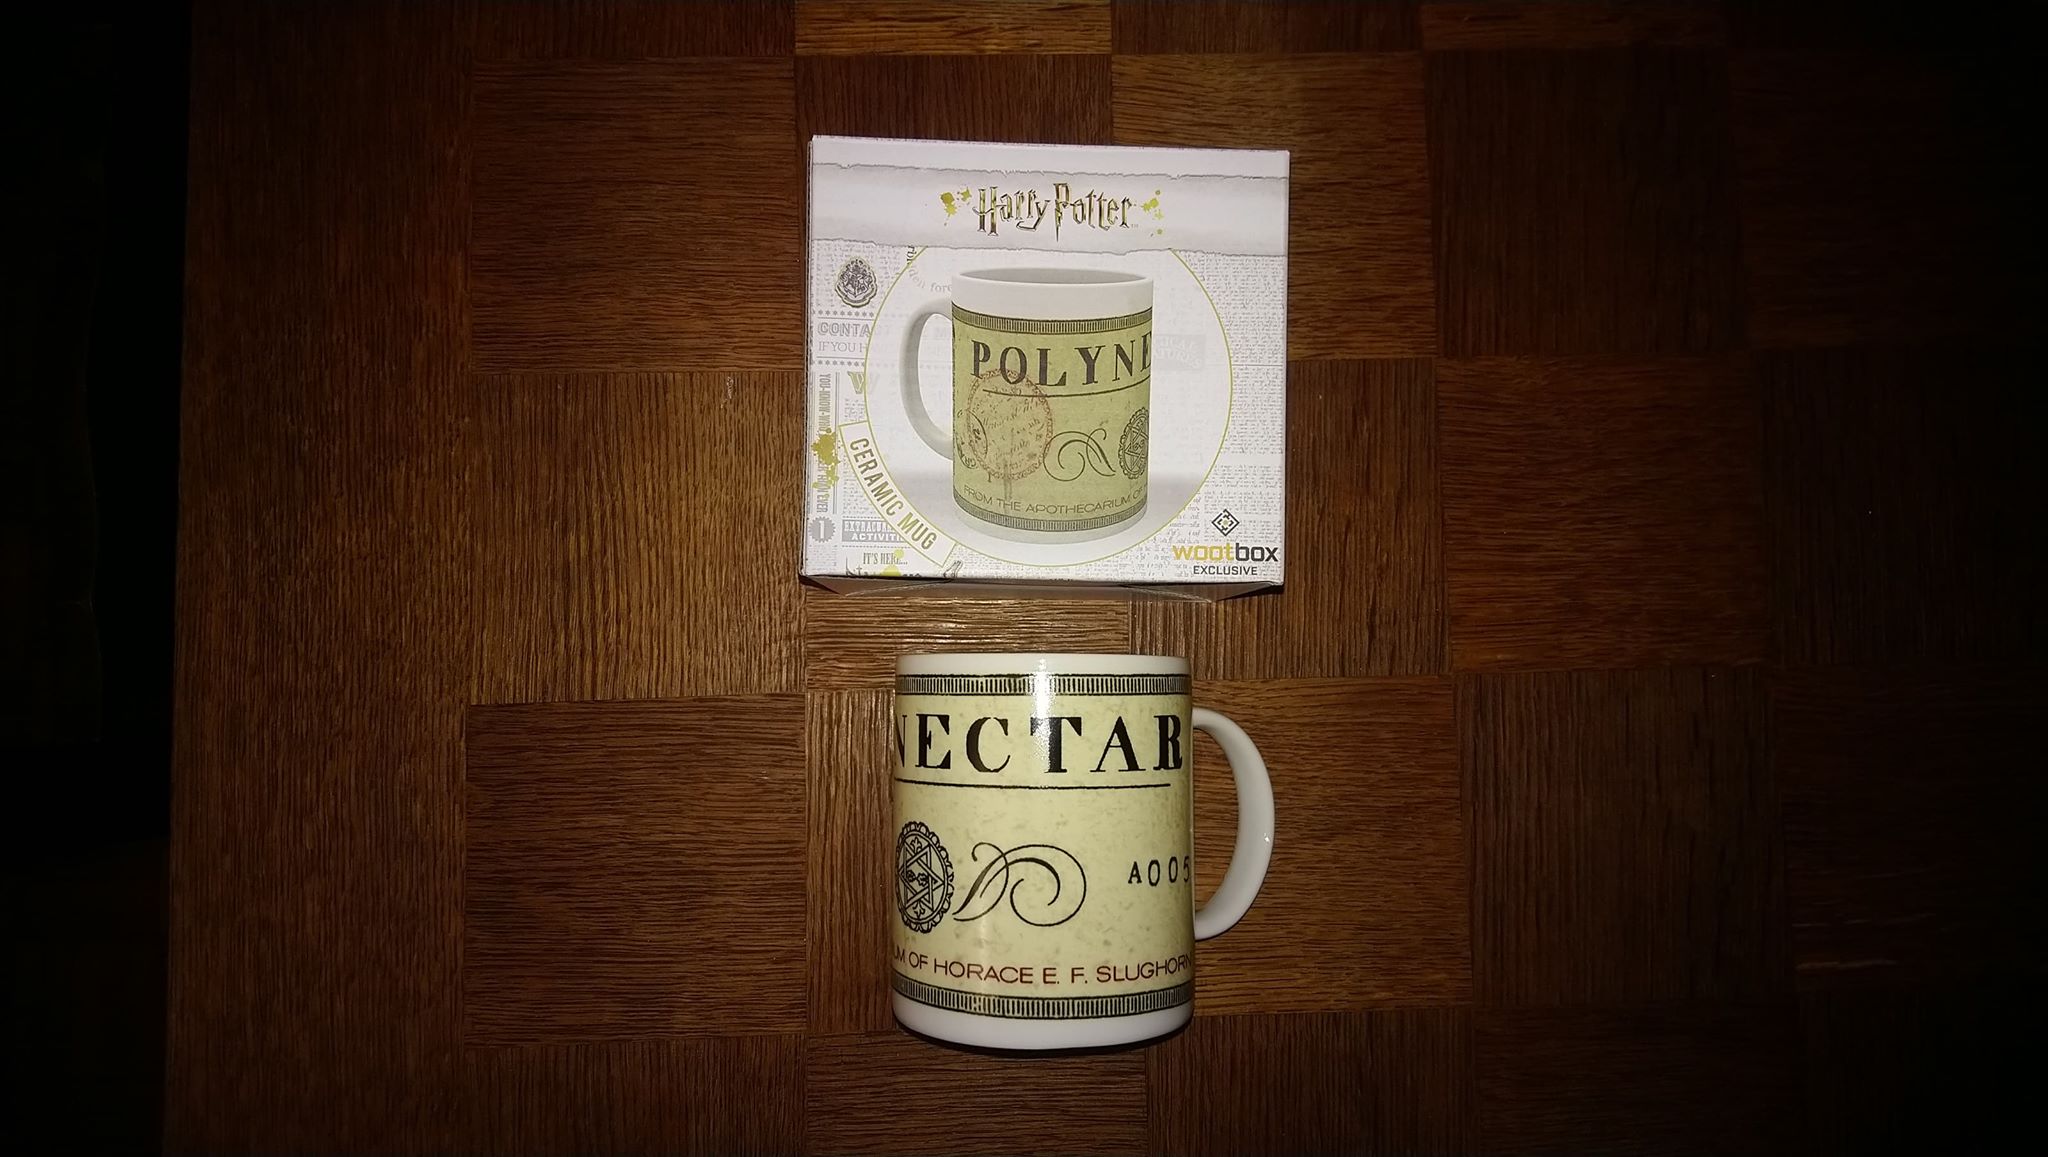 Harry Potter
CONTA
IF YOU H
POLYNE
FROM THE APOTHECARIUM OF
CERAMIC MUG
EXTRACU
ACTIVITI
IT'S HERE...
wootbox
EXCLUSIVE
NECTAR
A005
UM OF HORACE E. F. SLUGHORN